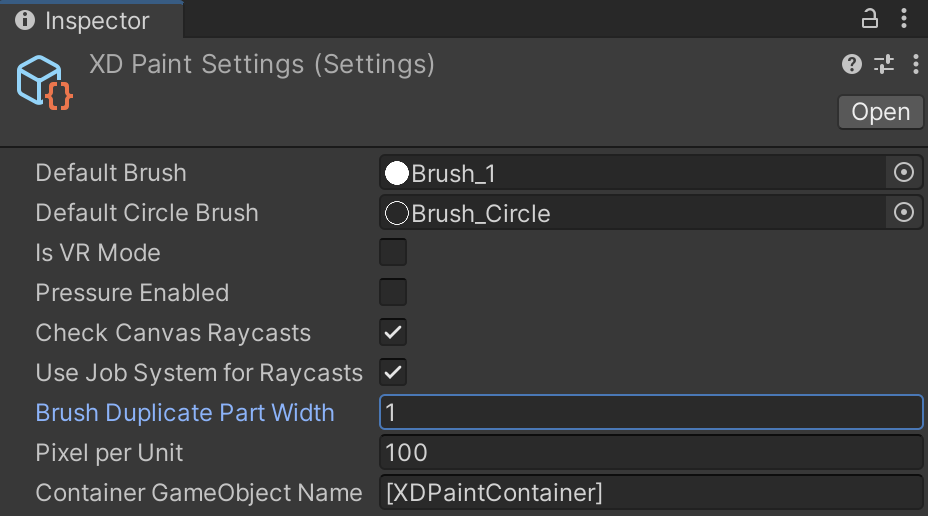 Inspector
XD Paint Settings (Settings)
Open
Default Brush Brush_1
Default Circle Brush Brush_Circle
Is VR Mode
Pressure Enabled
Check Canvas Raycasts
Use Job System for Raycasts
Brush Duplicate Part Width 1
Pixel per Unit 100
Container GameObject Name [XDPaintContainer]